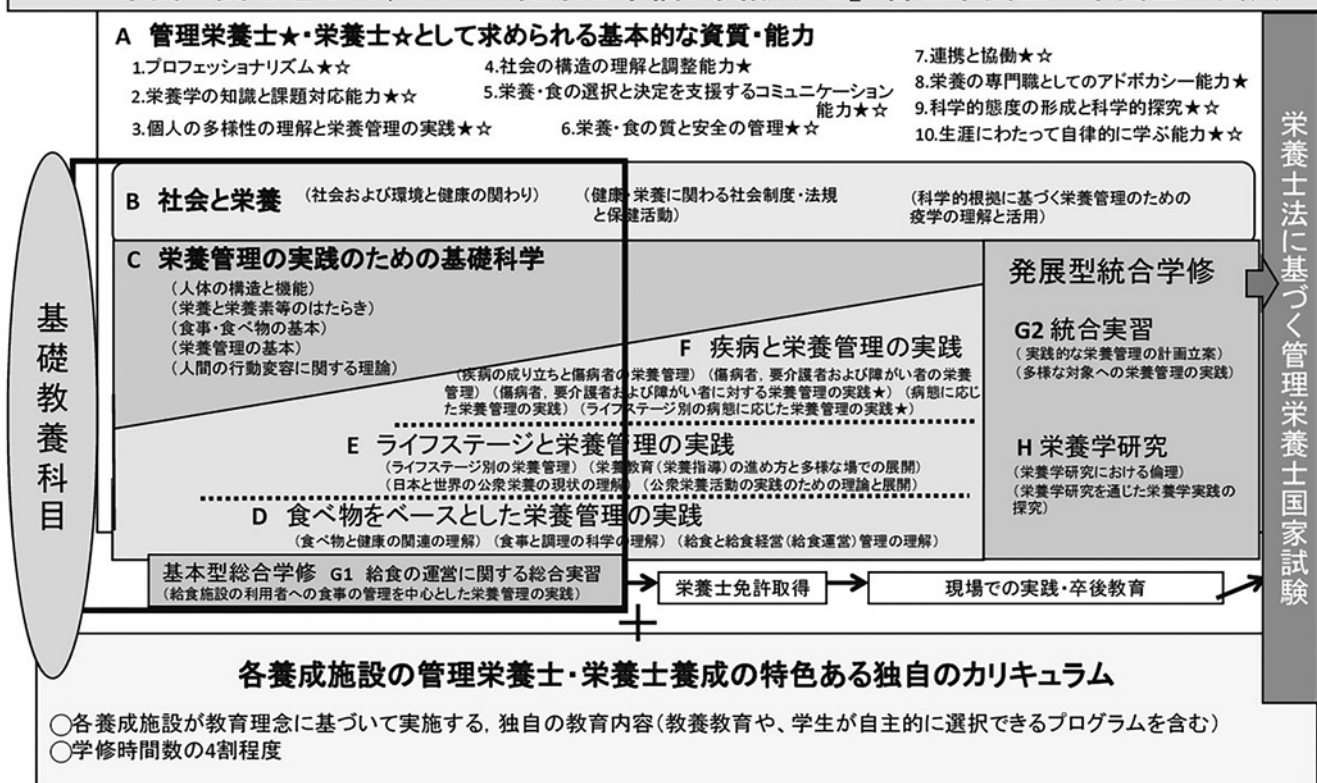 A 管理栄養士★・栄養士☆として求められる基本的な資質・能力
1.プロフェッショナリズム★☆
2.栄養学の知識と課題対応能力★☆
3.個人の多様性の理解と栄養管理の実践★☆
4.社会の構造の理解と調整能力★
5.栄養・食の選択と決定を支援するコミュニケーション
能力★☆
6.栄養・食の質と安全の管理★☆
7.連携と協働★☆
8.栄養の専門職としてのアドボカシー能力★
9.科学的態度の形成と科学的探究★☆
10.生涯にわたって自律的に学ぶ能力★☆
基礎教養科目
B 社会と栄養
(社会および環境と健康の関わり)
(健康・栄養に関わる社会制度・法規
と保健活動)
(科学的根拠に基づく栄養管理のための
疫学の理解と活用)
C 栄養管理の実践のための基礎科学
(人体の構造と機能)
(栄養と栄養素等のはたらき)
(食事・食べ物の基本)
(栄養管理の基本)
(人間の行動変容に関する理論)
F 疾病と栄養管理の実践
(疾病の成り立ちと傷病者の栄養管理) (傷病者，要介護者および障がい者の栄養
管理) (傷病者，要介護者および障がい者に対する栄養管理の実践★) (病態に応じ
た栄養管理の実践) (ライフステージ別の病態に応じた栄養管理の実践★)
E ライフステージと栄養管理の実践
(ライフステージ別の栄養管理) (栄養教育(栄養指導)の進め方と多様な場での展開)
(日本と世界の公衆栄養の現状の理解) (公衆栄養活動の実践のための理論と展開)
D 食べ物をベースとした栄養管理の実践
(食べ物と健康の関連の理解) (食事と調理の科学の理解) (給食と給食経営(給食運営)管理の理解)
基本型総合学修 G1 給食の運営に関する総合実習
(給食施設の利用者への食事の管理を中心とした栄養管理の実践)
発展型統合学修
G2 統合実習
(実践的な栄養管理の計画立案)
(多様な対象への栄養管理の実践)
H 栄養学研究
(栄養学研究における倫理)
(栄養学研究を通じた栄養学実践の
探究)
栄養士免許取得
現場での実践・卒後教育
栄養士法に基づく管理栄養士国家試験
＋
各養成施設の管理栄養士・栄養士養成の特色ある独自のカリキュラム
○各養成施設が教育理念に基づいて実施する，独自の教育内容(教養教育や、学生が自主的に選択できるプログラムを含む)
○学修時間数の4割程度